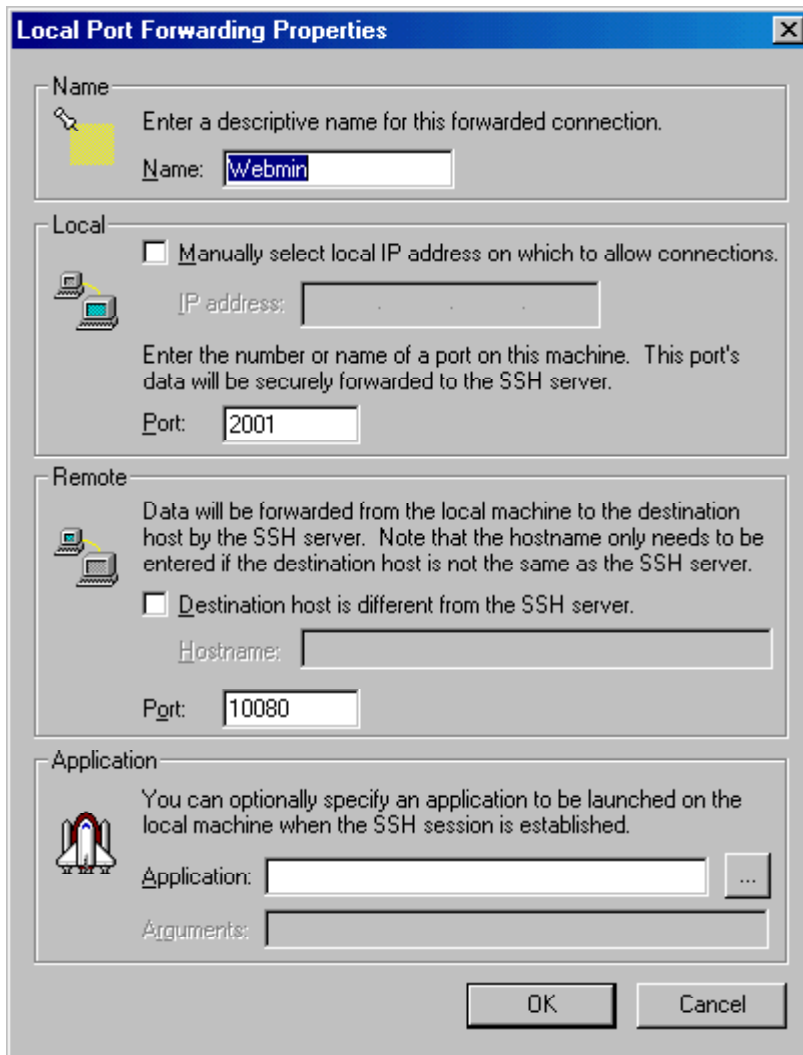 Local Port Forwarding Properties
Name
Enter a descriptive name for this forwarded connection.
Name: Webmin
Local
Manually select local IP address on which to allow connections.
IP address: . . .
Enter the number or name of a port on this machine. This port's
data will be securely forwarded to the SSH server.
Port: 2001
Remote
Data will be forwarded from the local machine to the destination
host by the SSH server. Note that the hostname only needs to be
entered if the destination host is not the same as the SSH server.
Destination host is different from the SSH server.
Hostname:
Port: 10080
Application
You can optionally specify an application to be launched on the
local machine when the SSH session is established.
Application: ...
Arguments:
OK Cancel